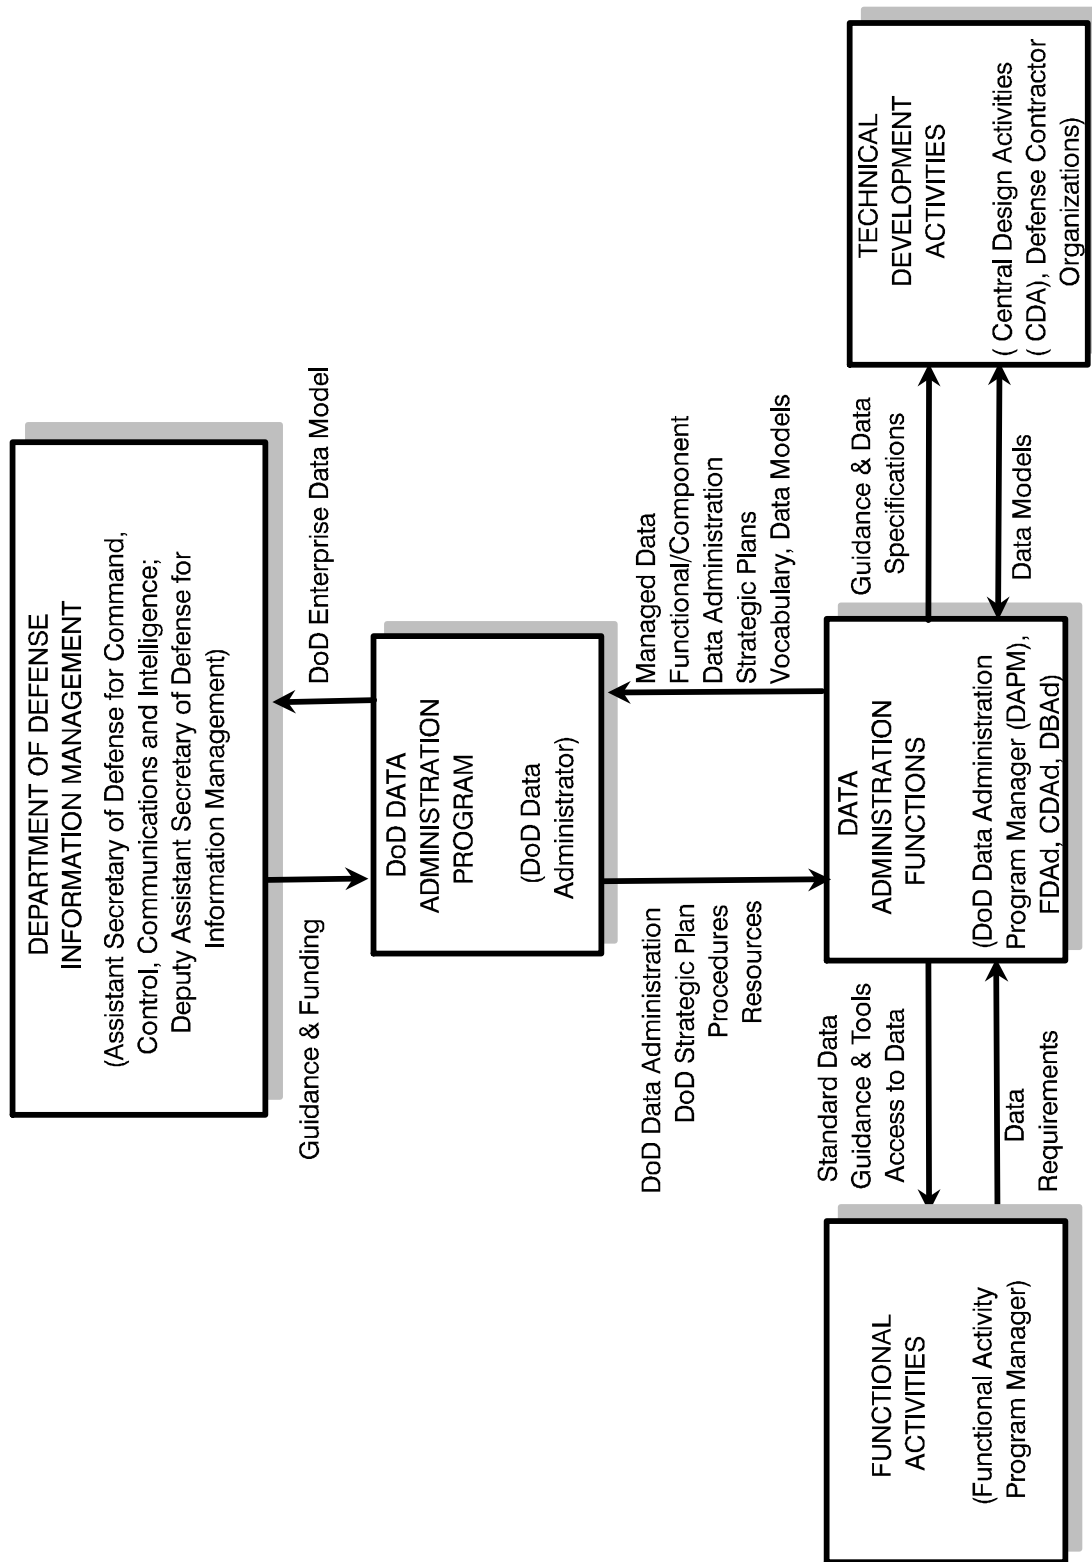 DEPARTMENT OF DEFENSE
INFORMATION MANAGEMENT
(Assistant Secretary of Defense for Command,
Control, Communications and Intelligence;
Deputy Assistant Secretary of Defense for
Information Management)
Guidance & Funding
DoD Enterprise Data Model
DoD DATA
ADMINISTRATION
PROGRAM
(DoD Data
Administrator)
DoD Data Administration
DoD Strategic Plan
Procedures
Resources
Managed Data
Functional/Component
Data Administration
Strategic Plans
Vocabulary, Data Models
FUNCTIONAL
ACTIVITIES
(Functional Activity
Program Manager)
Standard Data
Guidance & Tools
Access to Data
Data
Requirements
DATA
ADMINISTRATION
FUNCTIONS
(DoD Data Administration
Program Manager (DAPM),
FDAd, CDAd, DBAd)
Guidance & Data
Specifications
Data Models
TECHNICAL
DEVELOPMENT
ACTIVITIES
( Central Design Activities
( CDA), Defense Contractor
Organizations)